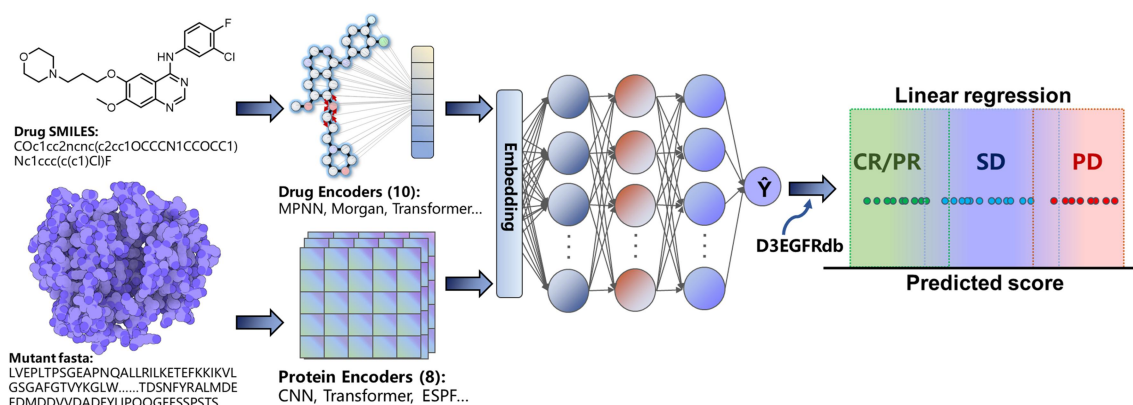 F
HN
Cl
O
N
O
O
N
N
Drug SMILES:
COc1cc2ncnc(c2cc1OCCCN1CCOCC1)
Nc1ccc(c(c1)Cl)F
Mutant fasta:
LVEPLTPSGEAPNQALLRILKETEFKKIKVL
GSGAFGTVYKGLW......TDSNFYRALMDE
Drug Encoders (10):
MPNN, Morgan, Transformer...
Protein Encoders (8):
CNN, Transformer, ESPF...
Embedding
Ŷ
D3EGFRdb
Linear regression
CR/PR
SD
PD
Predicted score